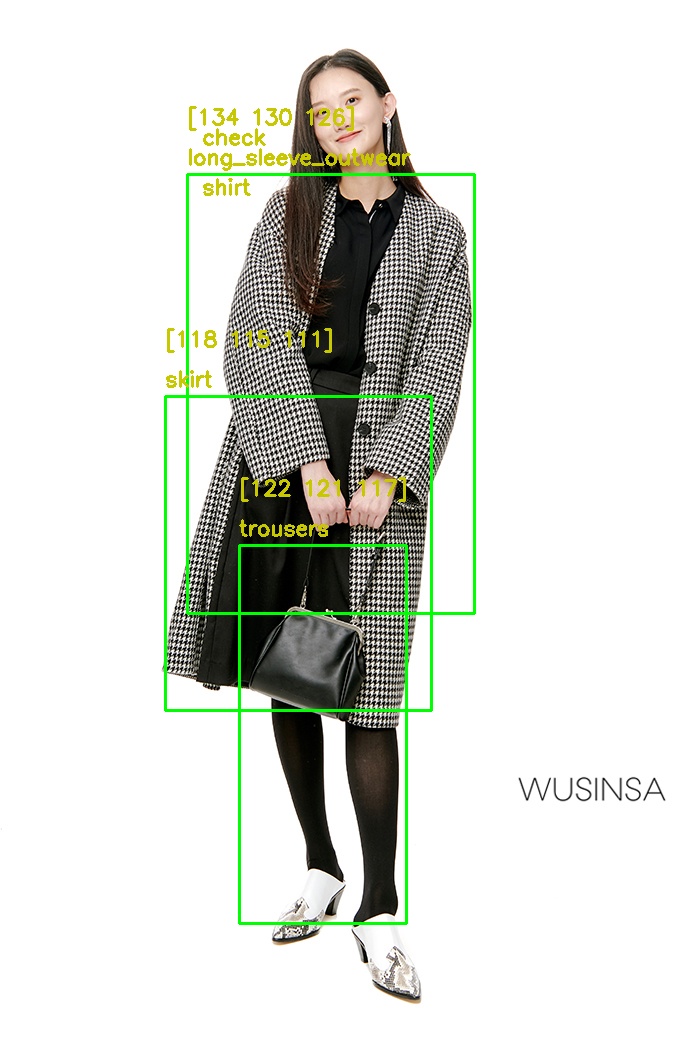 [134 130 126]
check
long_sleeve_outwear
shirt
[118 115 111]
skirt
[122 121 117]
trousers
WUSINSA